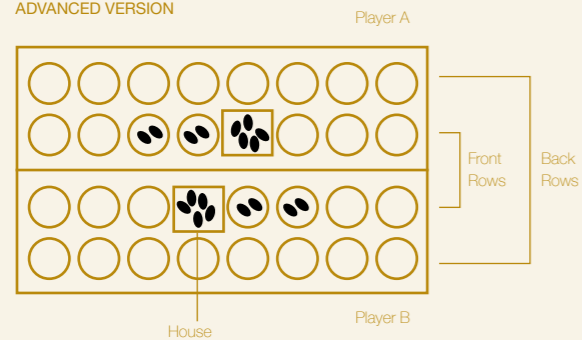 ADVANCED VERSION
Player A
Front
Rows
Back
Rows
Player B
House